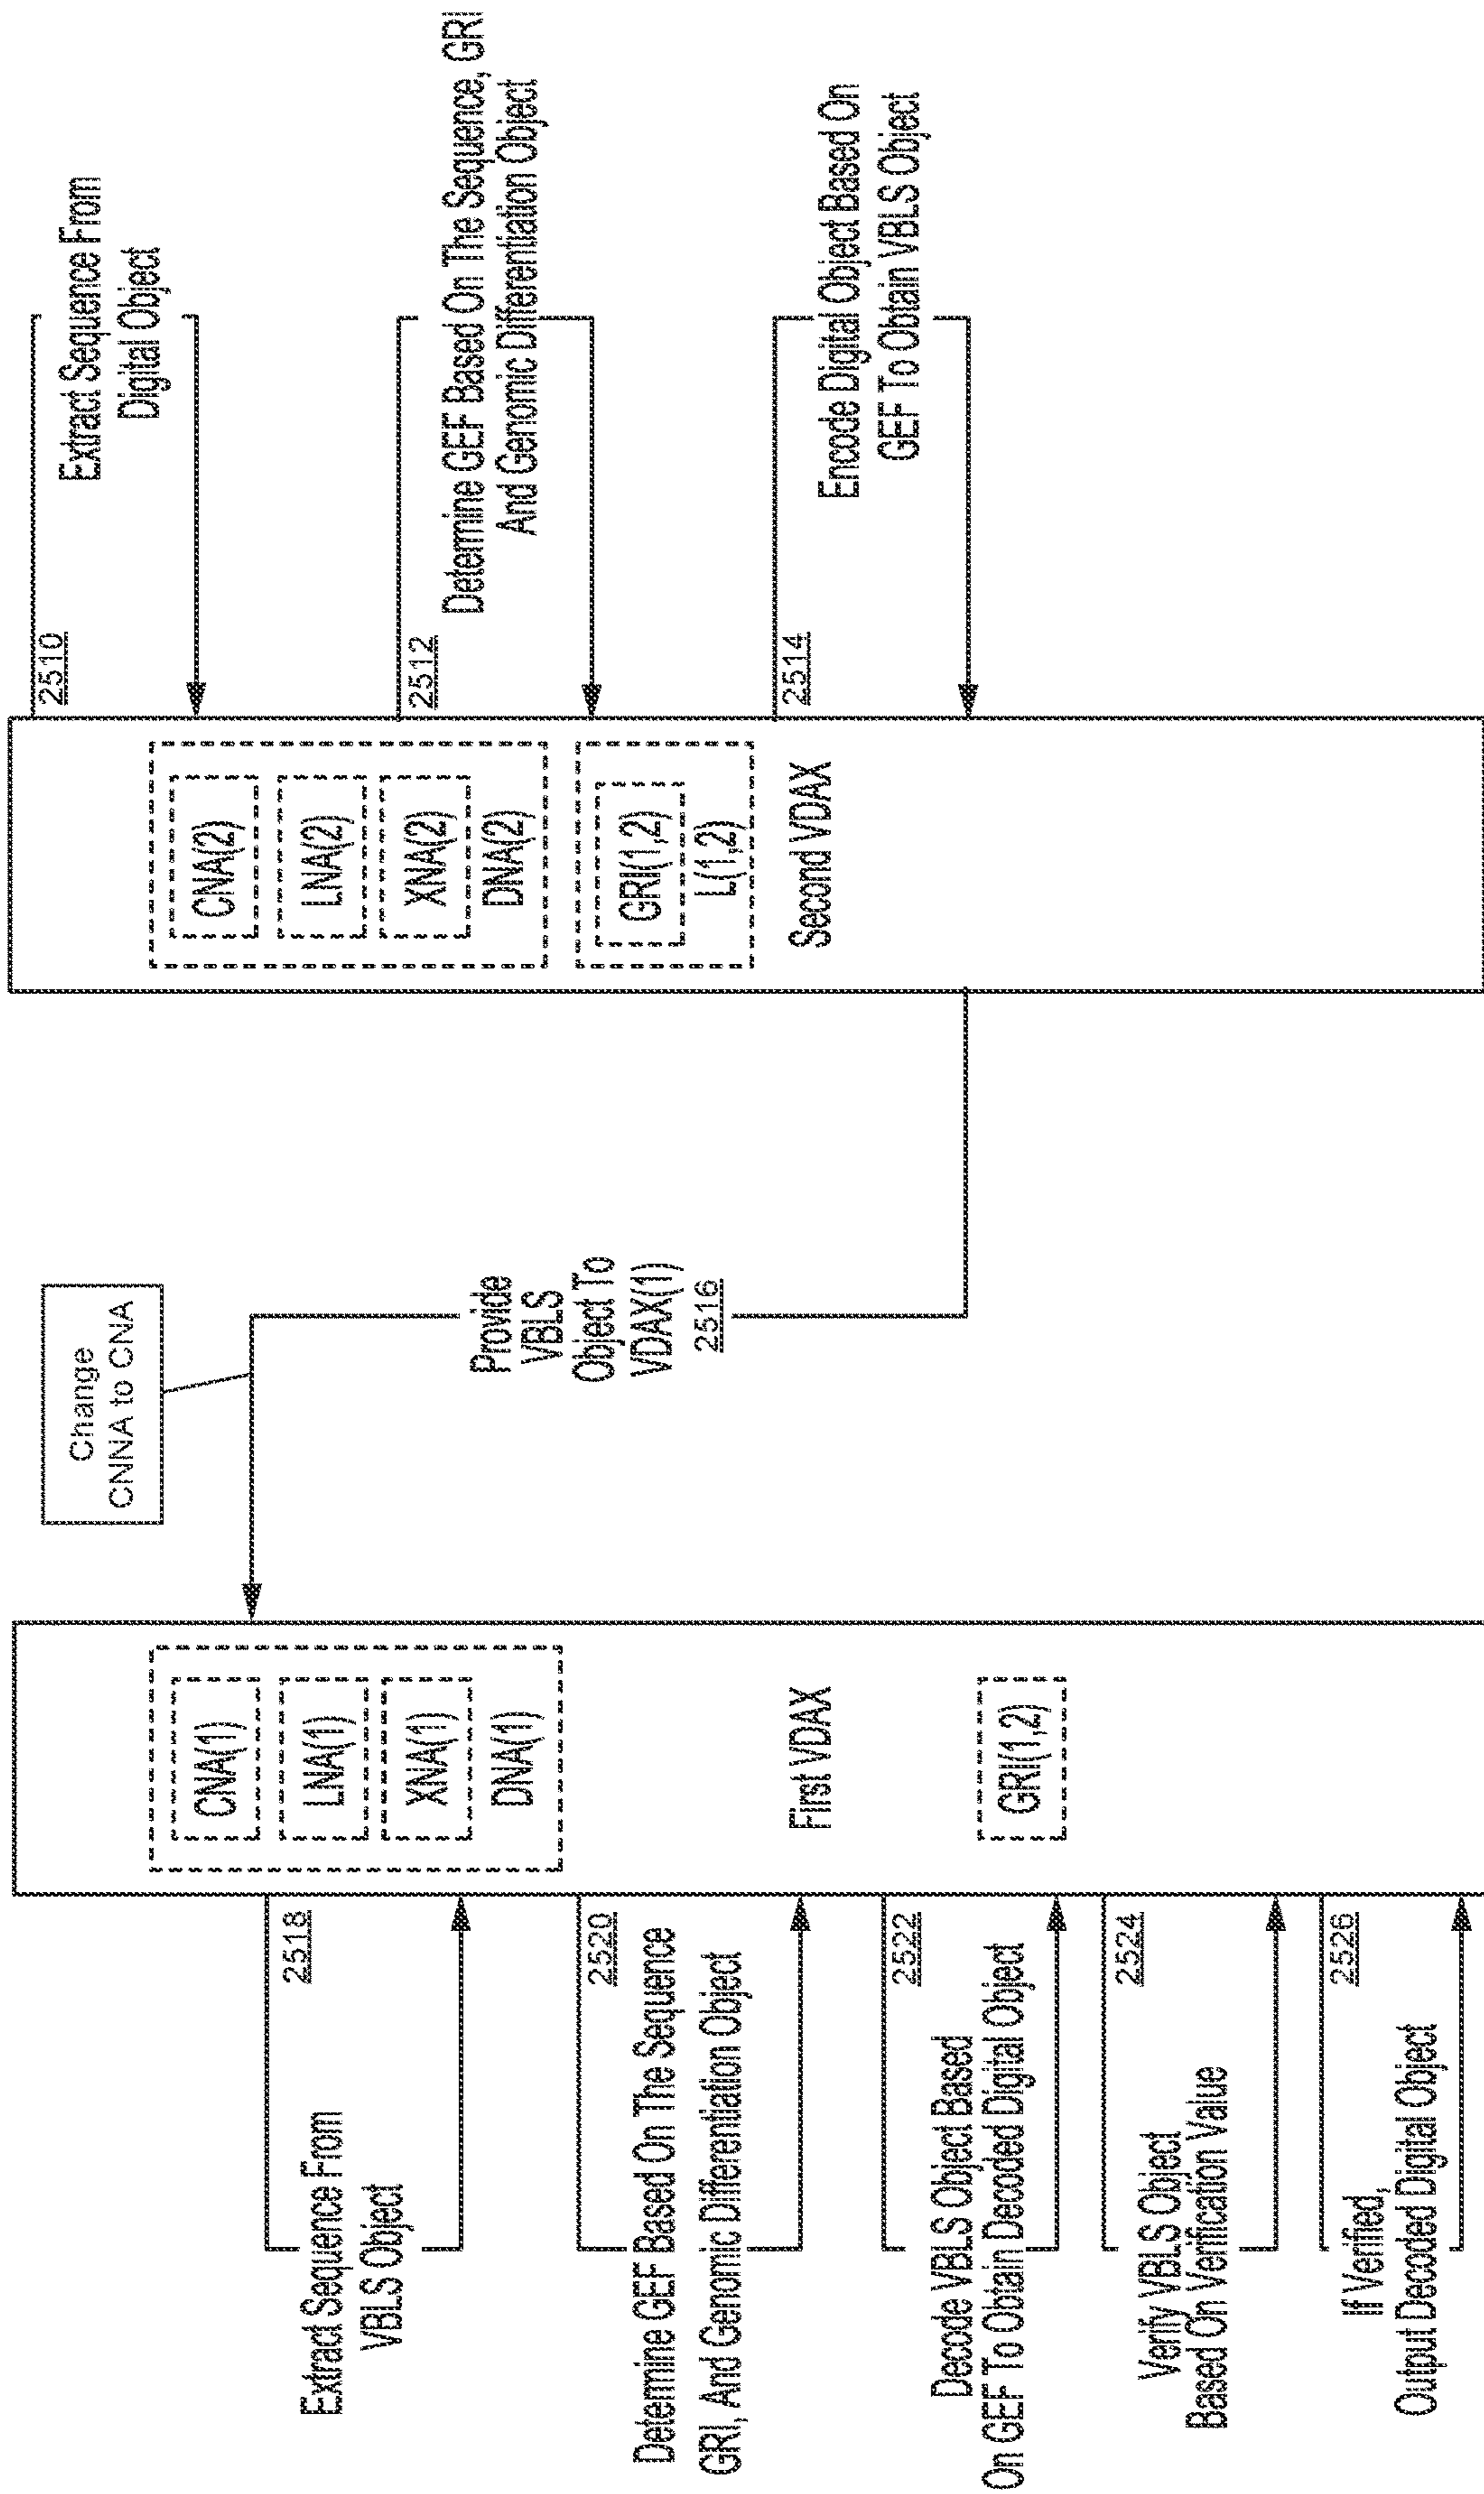 Extract Sequence From
VBLS Object
2518
Determine GEF Based On The Sequence
GRI, And Genomic Differentiation Object
2520
Decode VBLS Object Based
On GEF To Obtain Decoded Digital Object
2522
Verify VBLS Object
Based On Verification Value
2524
If Verified,
Output Decoded Digital Object
2526
CNA(1)
LNA(1)
XNA(1)
DNA(1)
First VDAX
GRI(1,2)
Change
CNNA to CNA
Provide
VBLS
Object To
VDAX(1)
2516
CNA(2)
LNA(2)
XNA(2)
DNA(2)
GRI(1,2)
L(1,2)
Second VDAX
2510
Extract Sequence From
Digital Object
2512
Determine GEF Based On The Sequence, GRI
And Genomic Differentiation Object
2514
Encode Digital Object Based On
GEF To Obtain VBLS Object